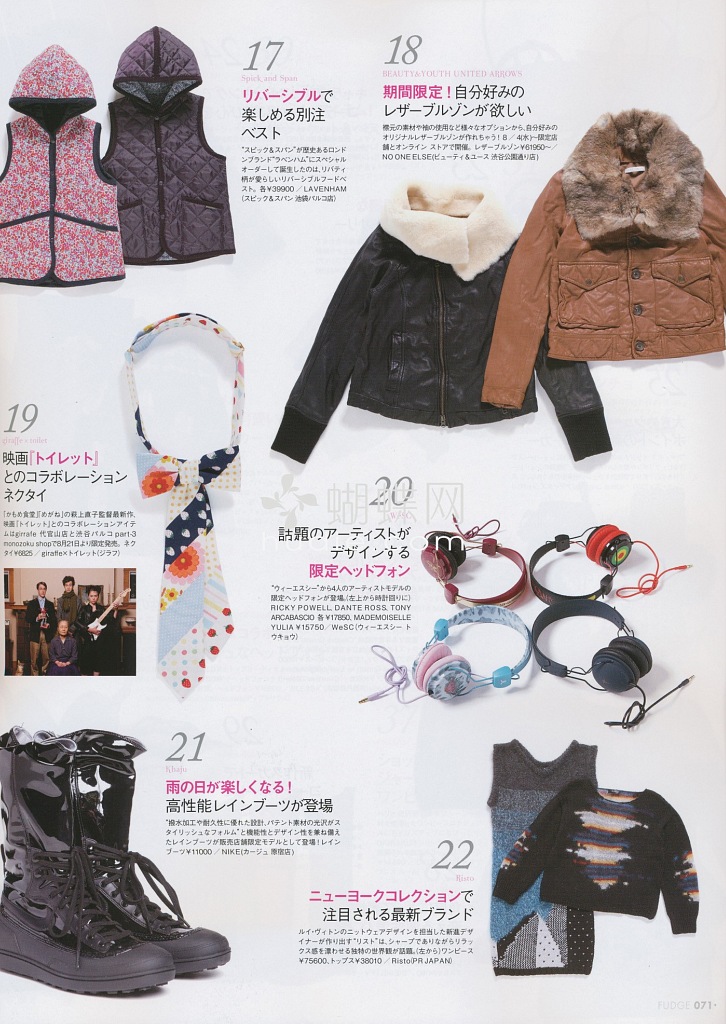 17
Spick and Span
リバーシブルで
楽しめる別注
ベスト
"スピック&スパン"が歴史あるロンド
ンブランド"ラベンハム"にスペシャル
オーダーして誕生したのは、リバティ
柄が愛らしいリバーシブルフードベ
スト。各¥39900 / LAVENHAM
(スピック&スパン 池袋パルコ店)
18
BEAUTY&YOUTH UNITED ARROWS
期間限定!自分好みの
レザーブルゾンが欲しい
襟元の素材や袖の使用など様々なオプションから、自分好みの
オリジナルレザーブルゾンが作れちゃう! 8/4(水)〜限定店
舗とオンライン ストアで開催。レザーブルゾン¥61950〜/
NO ONE ELSE(ビューティ&ユース 渋谷公園通り店)
19
giraffe×toilet
映画『トイレット』
とのコラボレーション
ネクタイ
『かもめ食堂』『めがね』の荻上直子監督最新作、
映画『トイレット』とのコラボレーションアイテ
ムはgirrafe 代官山店と渋谷パルコpart-3
monozoku shopで8月21日より限定発売。ネク
タイ¥6825/giraffe×トイレット(ジラフ)
20
WeSC
話題のアーティストが
デザインする
限定ヘッドフォン
"ウィーエスシー"から4人のアーティストモデルの
限定ヘッドフォンが登場。(左上から時計回りに)
RICKY POWELL, DANTE ROSS, TONY
ARCABASCIO 各¥17850, MADEMOISELLE
YULIA ¥15750/WeSC(ウィーエスシー ト
ウキョウ)
蝴蝶网
21
Khaju
雨の日が楽しくなる!
高性能レインブーツが登場
"撥水加工や耐久性に優れた設計、パテント素材の光沢がス
タイリッシュなフォルム"と機能性とデザイン性を兼ね備え
たレインブーツが販売店舗限定モデルとして登場!レイン
ブーツ¥11000/NIKE(カージュ 原宿店)
22
Risto
ニューヨークコレクションで
注目される最新ブランド
ルイ・ヴィトンのニットウェアデザインを担当した新進デザ
イナーが作り出す"リスト"は、シャープでありながらリラッ
クス感を漂わせる独特の世界観が話題。(左から)ワンピース
¥75600、トップス¥38010/Risto(PR JAPAN)
FUDGE 071